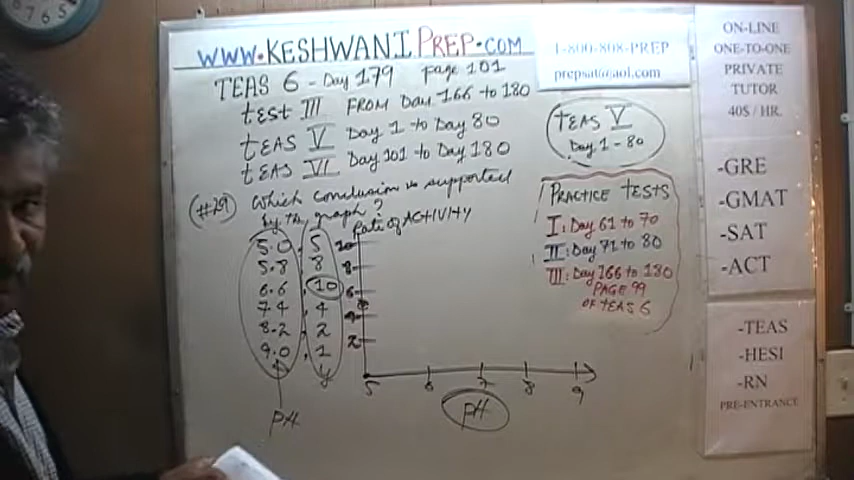 WWW.KESHWANIPREP.COM
1-800-808-PREP
prepsat@aol.com
TEAS 6 - Day 179 Page 101
test III FROM Day 166 to 180
tEAS V Day 1 to Day 80
tEAS VI Day 101 to Day 180
tEAS V
Day 1 - 80
#29 Which conclusion is supported
by the graph?
Rate of ACTIVITY
5.0, 5
5.8 8
6.6, 10
7.4, 4
8.2, 2
9.0, 1
y
PH
10
8
6
4
2
5 6 7 8 9
PH
PRACTICE TESTS
I: Day 61 to 70
II: Day 71 to 80
III: Day 166 to 180
PAGE 99
OF TEAS 6
ON-LINE
ONE-TO-ONE
PRIVATE
TUTOR
40$ / HR.
-GRE
-GMAT
-SAT
-ACT
-TEAS
-HESI
-RN
PRE-ENTRANCE
7 6 5